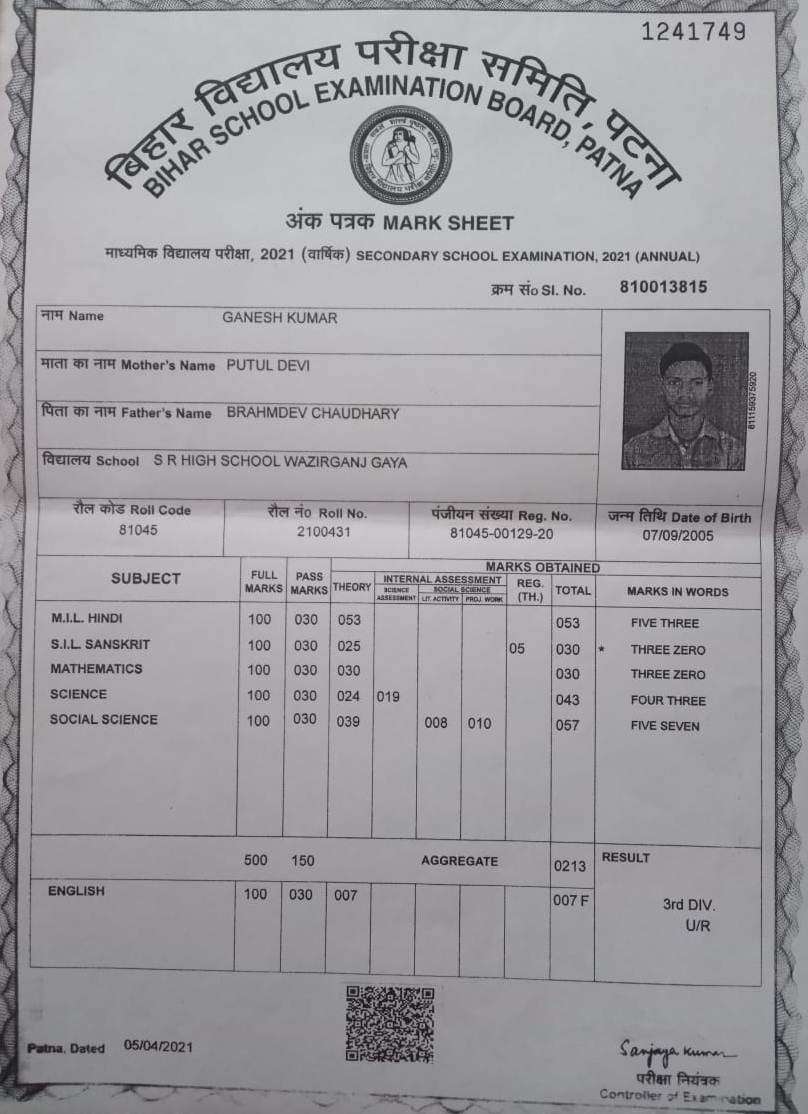 1241749
बिहार विद्यालय परीक्षा समिति, पटना
BIHAR SCHOOL EXAMINATION BOARD, PATNA
अंक पत्रक MARK SHEET
माध्यमिक विद्यालय परीक्षा, 2021 (वार्षिक) SECONDARY SCHOOL EXAMINATION, 2021 (ANNUAL)
क्रम सं० Sl. No. 810013815
नाम Name GANESH KUMAR
माता का नाम Mother's Name PUTUL DEVI
पिता का नाम Father's Name BRAHMDEV CHAUDHARY
विद्यालय School S R HIGH SCHOOL WAZIRGANJ GAYA
रौल कोड Roll Code रौल नं० Roll No. पंजीयन संख्या Reg. No. जन्म तिथि Date of Birth
81045 2100431 81045-00129-20 07/09/2005
SUBJECT FULL MARKS PASS MARKS MARKS OBTAINED
THEORY INTERNAL ASSESSMENT REG. (TH.) TOTAL MARKS IN WORDS
SCIENCE ASSESSMENT SOCIAL SCIENCE
LIT. ACTIVITY PROJ. WORK
M.I.L. HINDI 100 030 053 053 FIVE THREE
S.I.L. SANSKRIT 100 030 025 05 030 * THREE ZERO
MATHEMATICS 100 030 030 030 THREE ZERO
SCIENCE 100 030 024 019 043 FOUR THREE
SOCIAL SCIENCE 100 030 039 008 010 057 FIVE SEVEN
500 150 AGGREGATE 0213 RESULT
ENGLISH 100 030 007 007 F 3rd DIV.
U/R
Patna, Dated 05/04/2021
Sanjaya Kumar
परीक्षा नियंत्रक
Controller of Examination